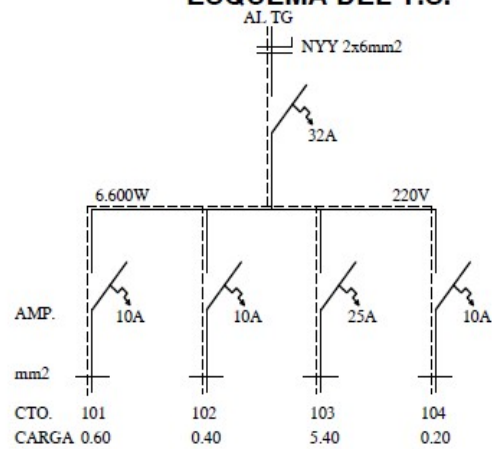 ESQUEMA DEL T.S.
AL TG
NYY 2x6mm2
32A
6.600W 220V
AMP. 10A 10A 25A 10A
mm2
CTO. 101 102 103 104
CARGA 0.60 0.40 5.40 0.20